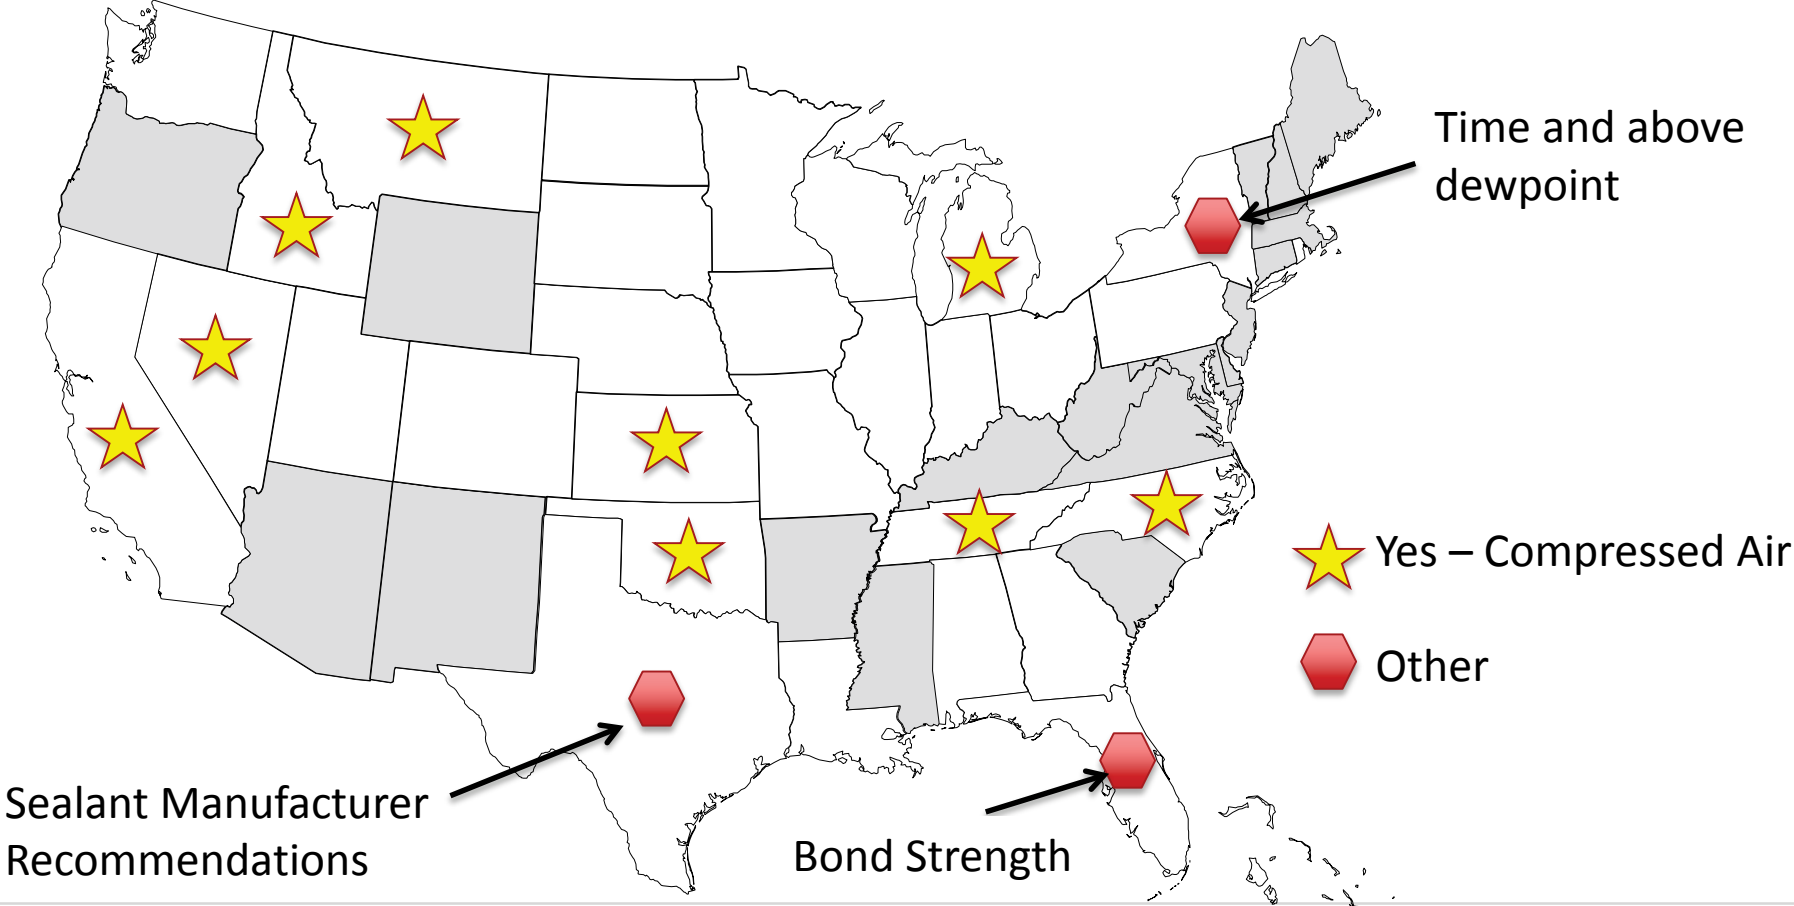 Time and above
dewpoint
Yes – Compressed Air
Other
Sealant Manufacturer
Recommendations
Bond Strength